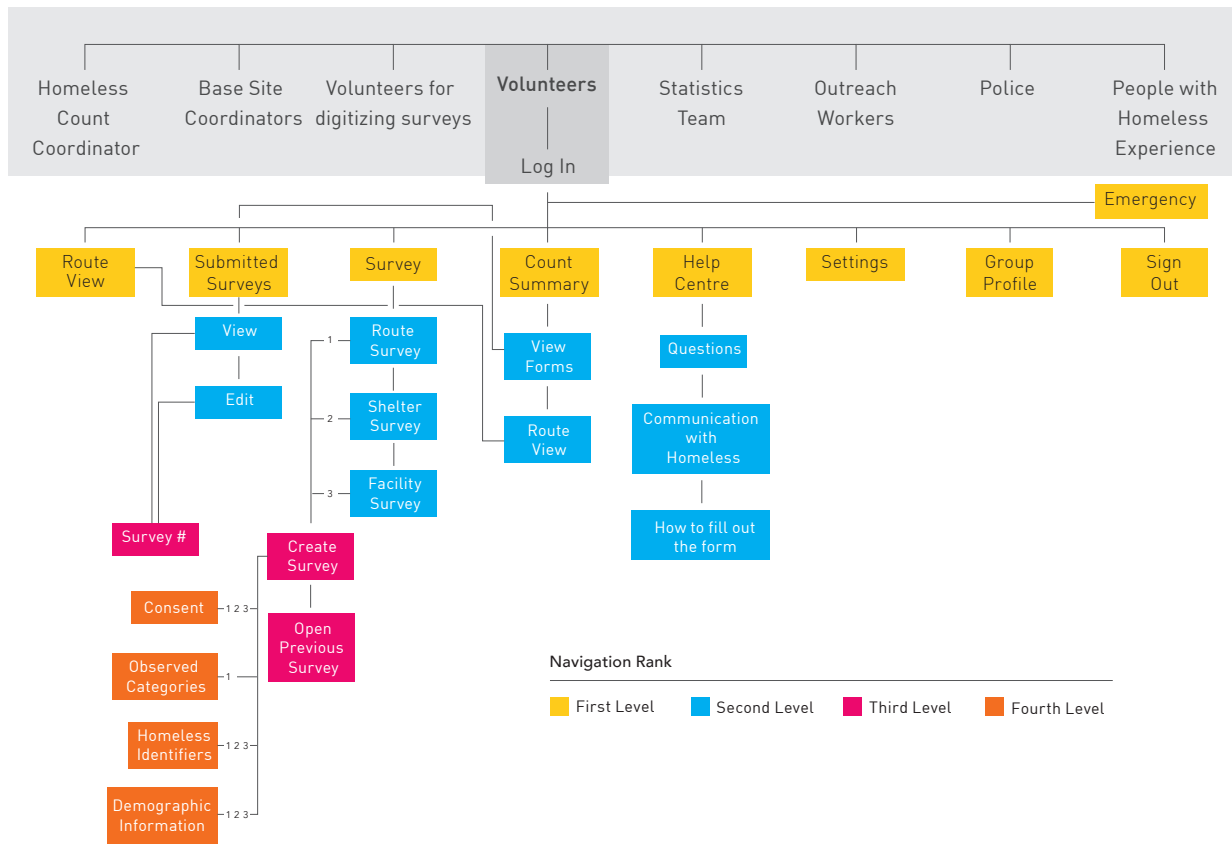 Homeless
Count
Coordinator
Base Site
Coordinators
Volunteers for
digitizing surveys
Volunteers
Log In
Statistics
Team
Outreach
Workers
Police
People with
Homeless
Experience
Emergency
Route
View
Submitted
Surveys
Survey
Count
Summary
Help
Centre
Settings
Group
Profile
Sign
Out
View
Edit
Survey #
1
Route
Survey
2
Shelter
Survey
3
Facility
Survey
View
Forms
Route
View
Questions
Communication
with
Homeless
How to fill out
the form
Create
Survey
Open
Previous
Survey
Consent
1 2 3
Observed
Categories
1
Homeless
Identifiers
1 2 3
Demographic
Information
1 2 3
Navigation Rank
First Level
Second Level
Third Level
Fourth Level